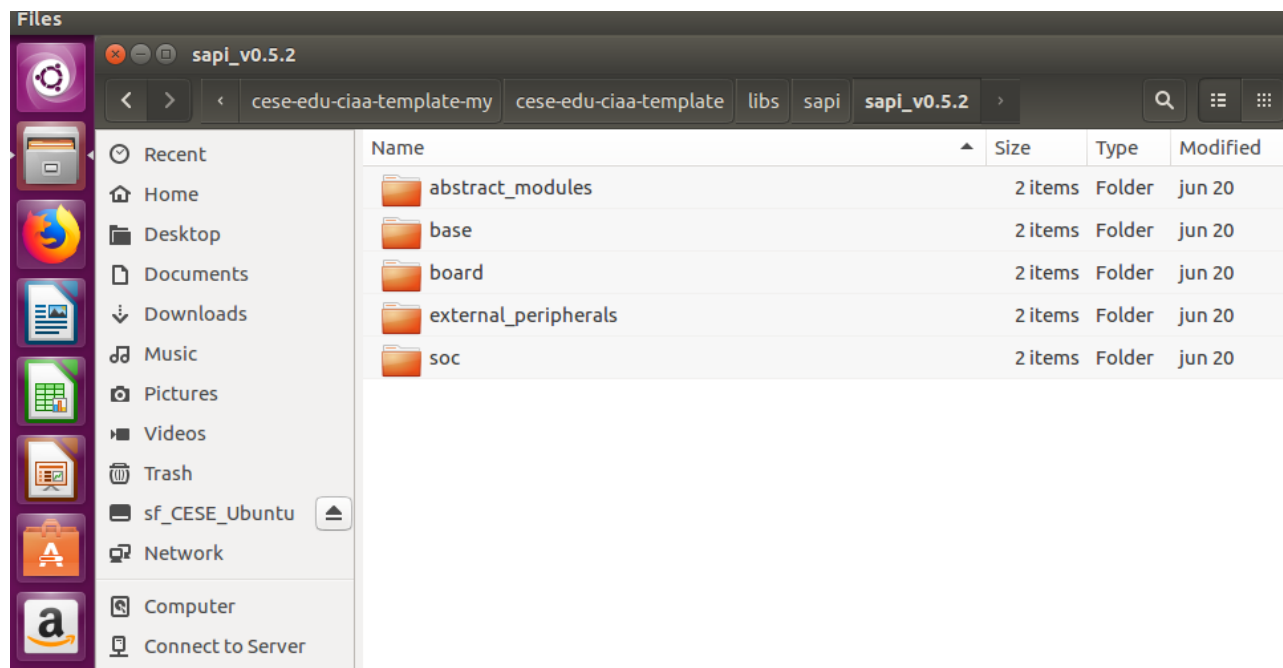 Files
sapi_v0.5.2
cese-edu-ciaa-template-my cese-edu-ciaa-template libs sapi sapi_v0.5.2
Recent
Home
Desktop
Documents
Downloads
Music
Pictures
Videos
Trash
sf_CESE_Ubuntu
Network
Computer
Connect to Server
Name Size Type Modified
abstract_modules 2 items Folder jun 20
base 2 items Folder jun 20
board 2 items Folder jun 20
external_peripherals 2 items Folder jun 20
soc 2 items Folder jun 20